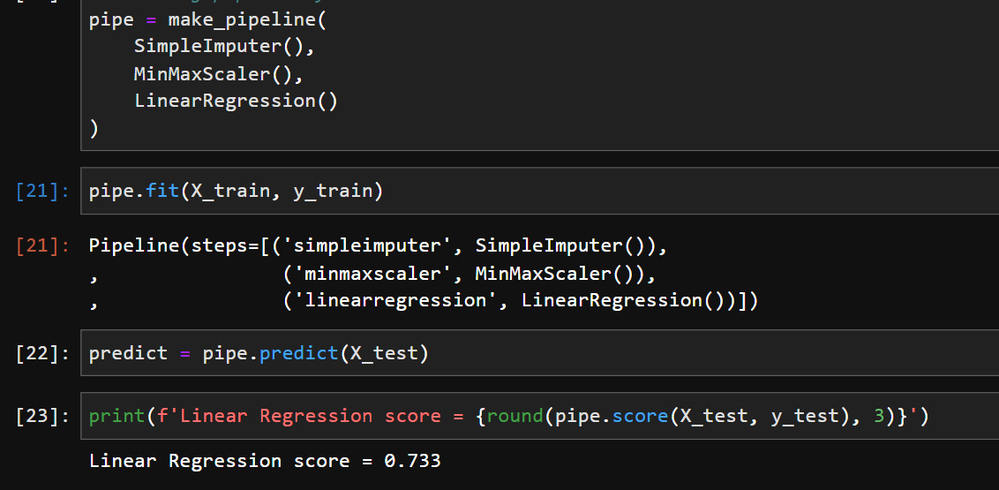 pipe = make_pipeline(
    SimpleImputer(),
    MinMaxScaler(),
    LinearRegression()
)
[21]: pipe.fit(X_train, y_train)
[21]: Pipeline(steps=[('simpleimputer', SimpleImputer()),
,                ('minmaxscaler', MinMaxScaler()),
,                ('linearregression', LinearRegression())])
[22]: predict = pipe.predict(X_test)
[23]: print(f'Linear Regression score = {round(pipe.score(X_test, y_test), 3)}')
Linear Regression score = 0.733